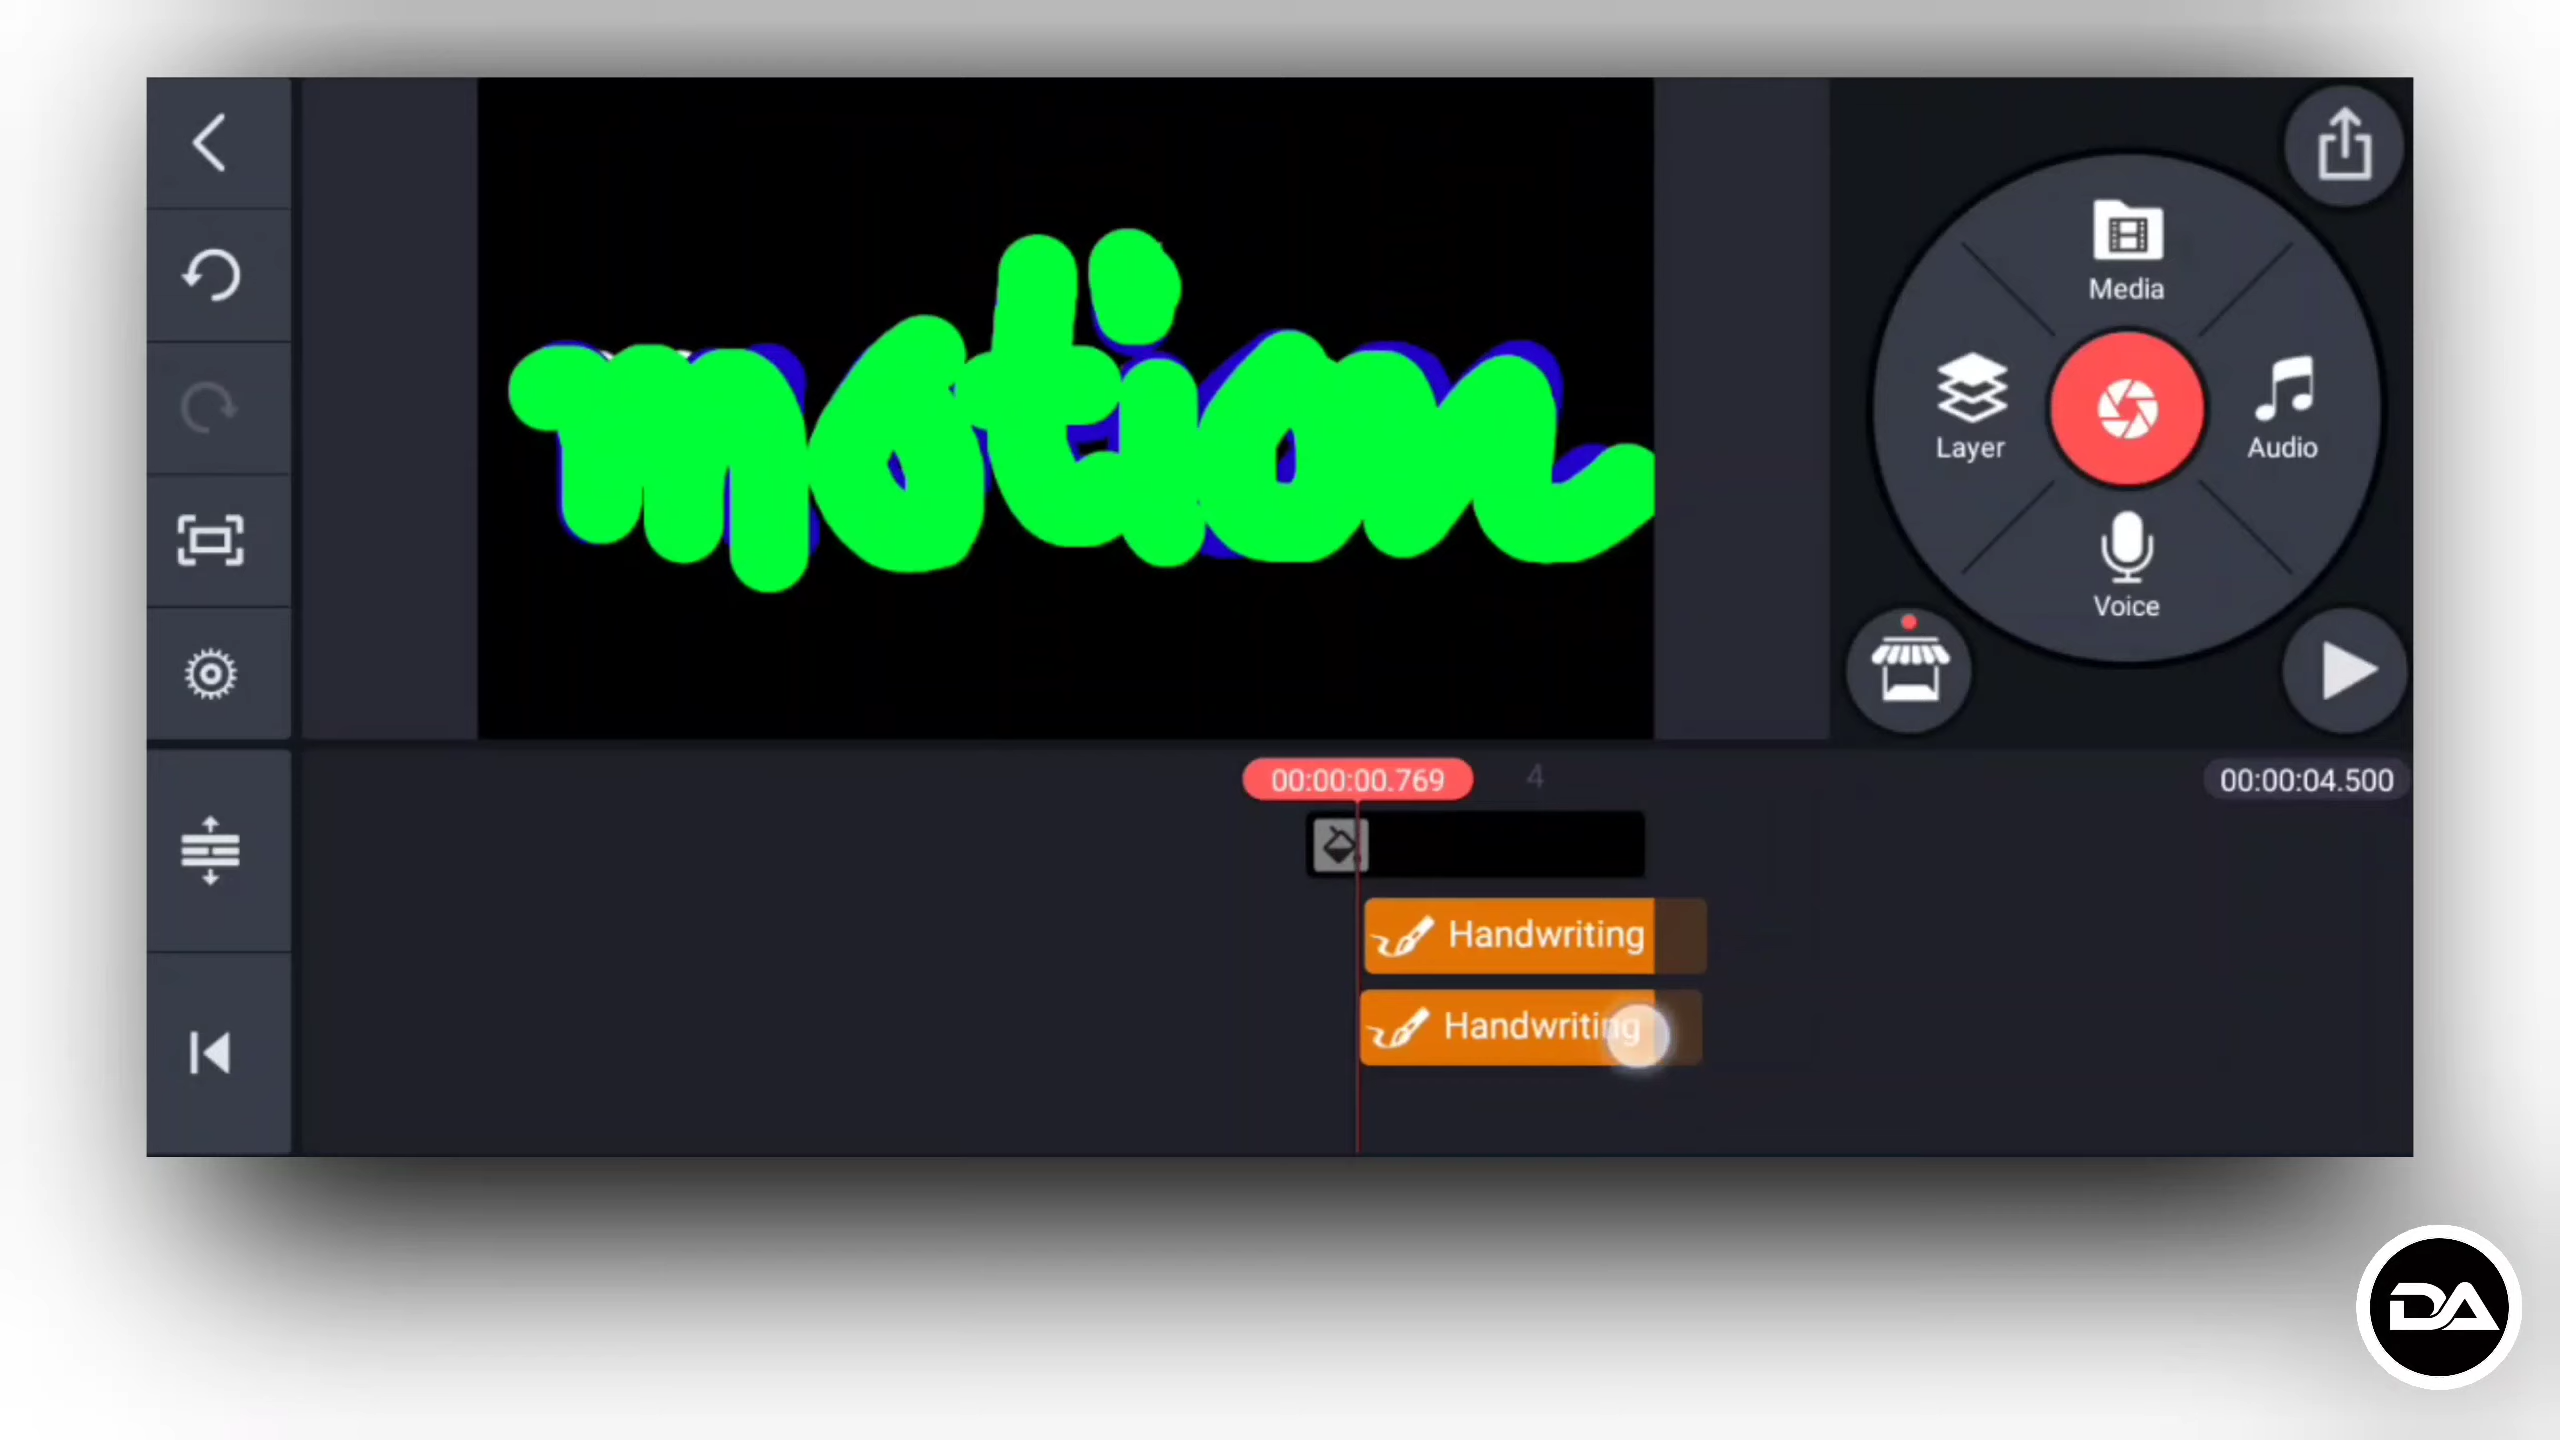 motion
Media
Layer
Audio
Voice
00:00:00.769
4
00:00:04.500
Handwriting
Handwriting
DA